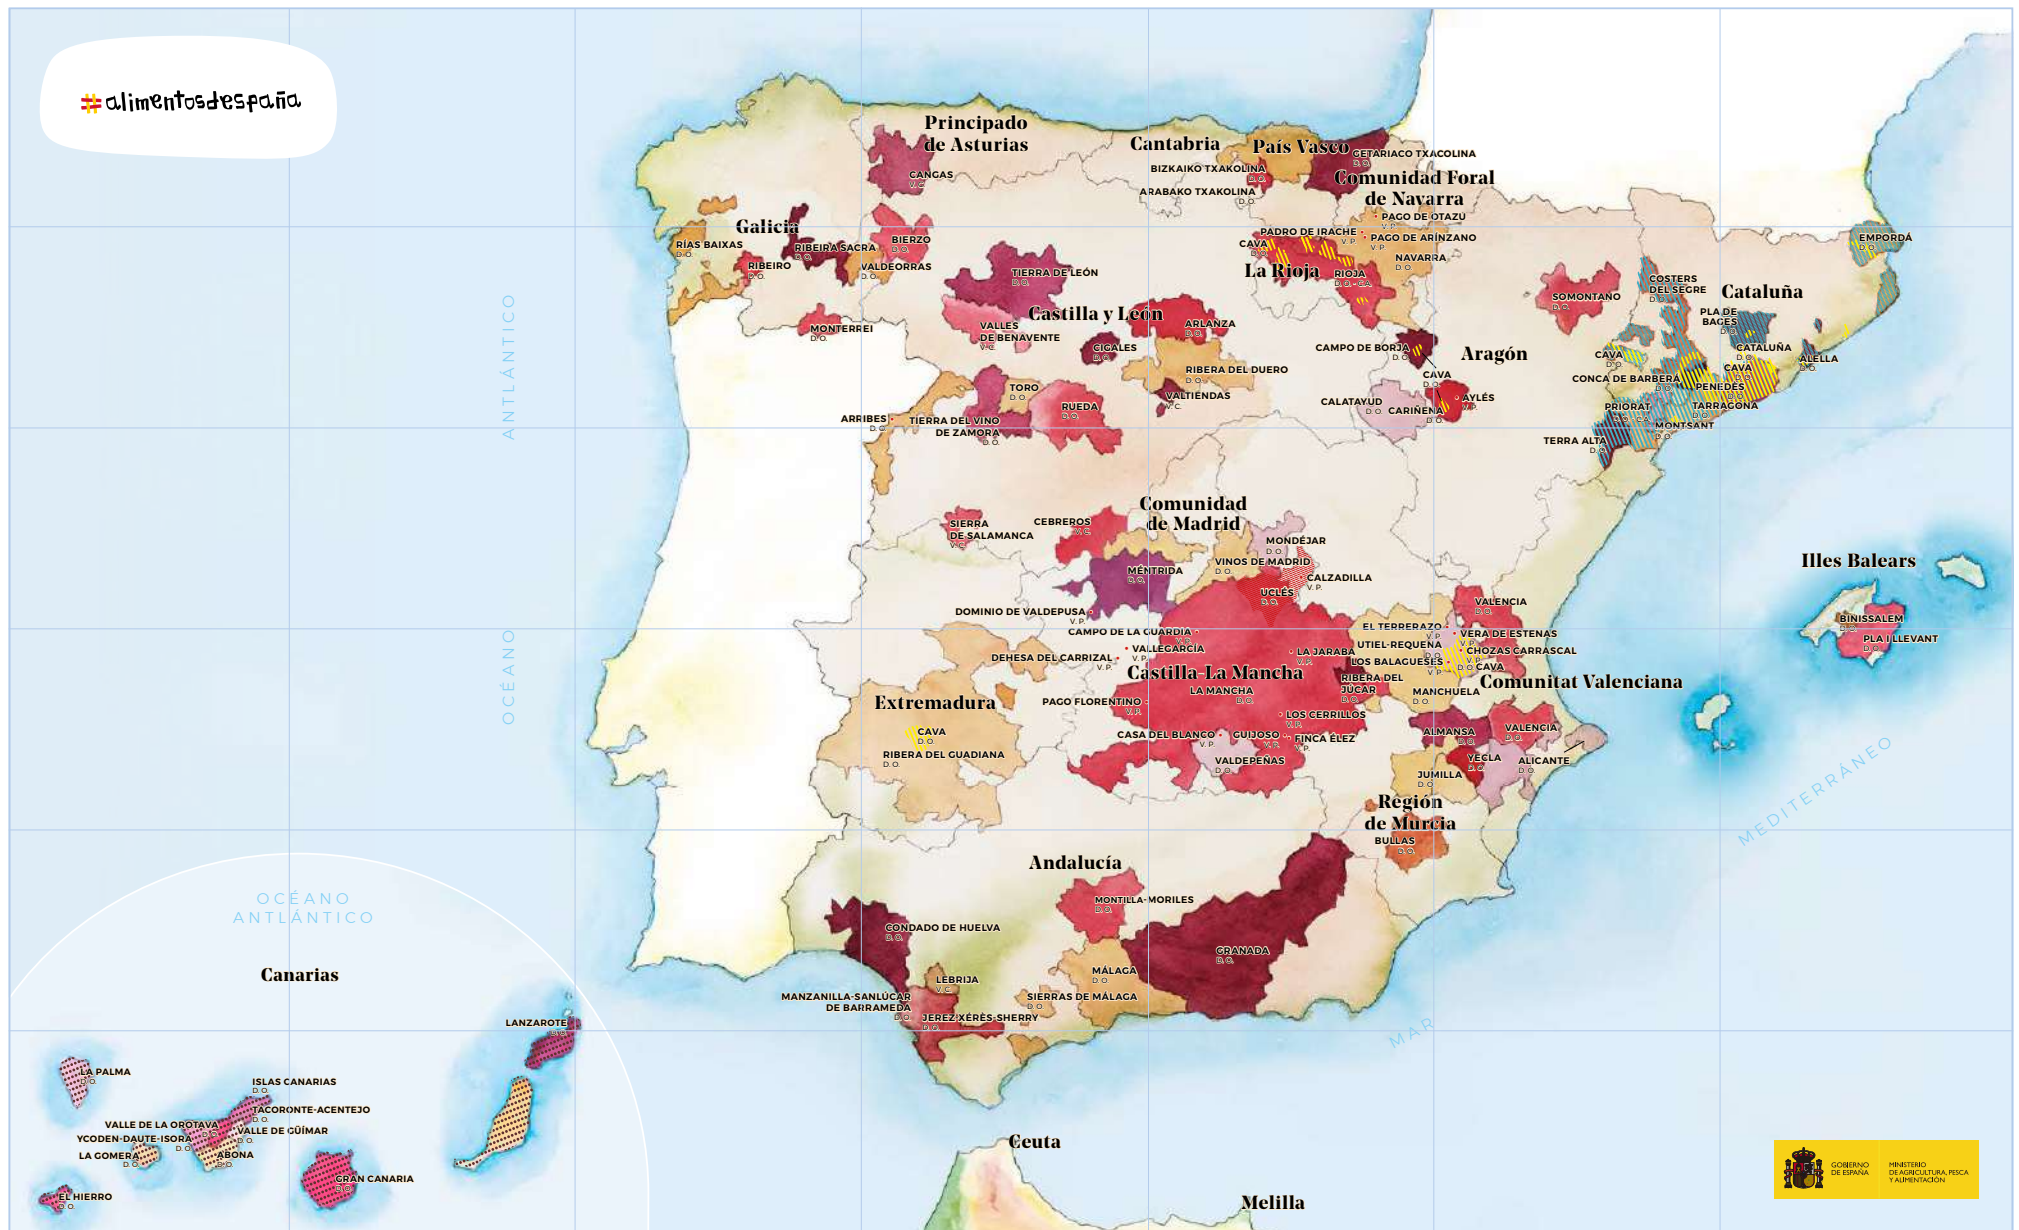 #alimentosdespaña
Principado
de Asturias
CANGAS
V.C.
Cantabria
País Vasco
GETARIACO TXACOLINA
D.O.
BIZKAIKO TXAKOLINA
D.O.
ARABAKO TXAKOLINA
D.O.
Comunidad Foral
de Navarra
PAGO DE OTAZU
V.P.
PADRO DE IRACHE
V.P.
PAGO DE ARÍNZANO
V.P.
NAVARRA
D.O.
CAVA
D.O.
La Rioja
RIOJA
D.O.-CA.
Galicia
RÍAS BAIXAS
D.O.
RIBEIRO
D.O.
RIBEIRA SACRA
D.O.
VALDEORRAS
D.O.
MONTERREI
D.O.
BIERZO
D.O.
TIERRA DE LEÓN
D.O.
Castilla y León
VALLES
DE BENAVENTE
V.C.
CIGALES
D.O.
ARLANZA
D.O.
RIBERA DEL DUERO
D.O.
VALTIENDAS
V.C.
TORO
D.O.
RUEDA
D.O.
ARRIBES
D.O.
TIERRA DEL VINO
DE ZAMORA
D.O.
SIERRA
DE SALAMANCA
V.C.
CEBREROS
V.C.
Aragón
SOMONTANO
D.O.
CAMPO DE BORJA
D.O.
CAVA
D.O.
CALATAYUD
D.O.
CARIÑENA
D.O.
AYLÉS
V.P.
Cataluña
EMPORDÁ
D.O.
COSTERS
DEL SEGRE
D.O.
PLA DE
BAGES
D.O.
CATALUÑA
D.O.
ALELLA
D.O.
CAVA
D.O.
CAVA
D.O.
CONCA DE BARBERÁ
D.O.
PENEDÉS
D.O.
PRIORAT
TARRAGONA
D.O.
MONTSANT
D.O.
TERRA ALTA
D.O.
Comunidad
de Madrid
MONDÉJAR
D.O.
VINOS DE MADRID
D.O.
MÉNTRIDA
D.O.
UCLÉS
D.O.
CALZADILLA
V.P.
DOMINIO DE VALDEPUSA
V.P.
CAMPO DE LA GUARDIA
V.P.
VALLEGARCÍA
V.P.
DEHESA DEL CARRIZAL
V.P.
LA JARABA
V.P.
Castilla-La Mancha
LA MANCHA
D.O.
RIBERA DEL
JÚCAR
D.O.
PAGO FLORENTINO
V.P.
LOS CERRILLOS
V.P.
CASA DEL BLANCO
V.P.
GUIJOSO
V.P.
FINCA ÉLEZ
V.P.
VALDEPEÑAS
D.O.
MANCHUELA
D.O.
ALMANSA
D.O.
VALENCIA
D.O.
EL TERRERAZO
V.P.
VERA DE ESTENAS
V.P.
UTIEL-REQUENA
D.O.
CHOZAS CARRASCAL
V.P.
LOS BALAGUESES
V.P.
D.O. CAVA
Comunitat Valenciana
VALENCIA
D.O.
YECLA
D.O.
ALICANTE
D.O.
JUMILLA
D.O.
Región
de Murcia
BULLAS
D.O.
Extremadura
CAVA
D.O.
RIBERA DEL GUADIANA
D.O.
Andalucía
MONTILLA-MORILES
D.O.
CONDADO DE HUELVA
D.O.
GRANADA
D.O.
LEBRIJA
V.C.
MÁLAGA
D.O.
SIERRAS DE MÁLAGA
D.O.
MANZANILLA-SANLÚCAR
DE BARRAMEDA
D.O.
JEREZ-XÉRÈS-SHERRY
D.O.
Illes Balears
BINISSALEM
D.O.
PLA I LLEVANT
D.O.
OCÉANO ANTLÁNTICO
MAR MEDITERRÁNEO
OCÉANO
ANTLÁNTICO
Canarias
LANZAROTE
D.O.
LA PALMA
D.O.
ISLAS CANARIAS
D.O.
TACORONTE-ACENTEJO
D.O.
VALLE DE LA OROTAVA
D.O.
VALLE DE GÜÍMAR
D.O.
YCODEN-DAUTE-ISORA
D.O.
ABONA
D.O.
LA GOMERA
D.O.
GRAN CANARIA
D.O.
EL HIERRO
D.O.
Ceuta
Melilla
GOBIERNO
DE ESPAÑA
MINISTERIO
DE AGRICULTURA, PESCA
Y ALIMENTACIÓN